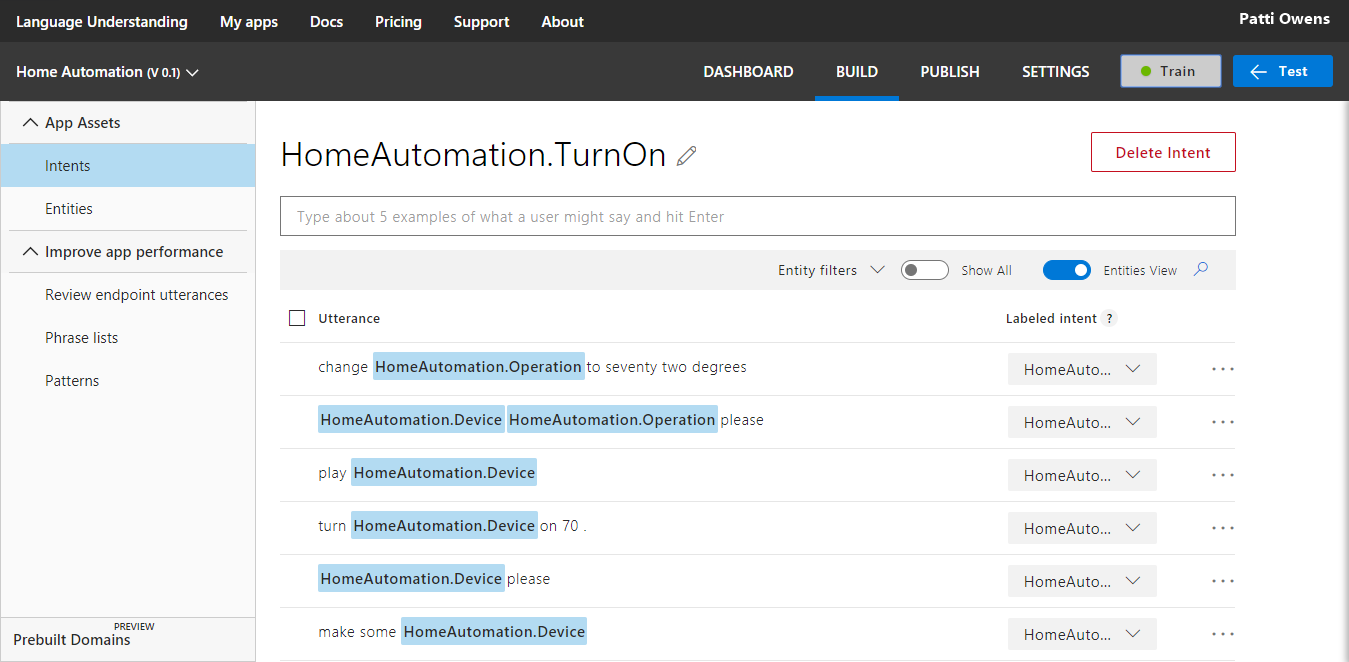 Language Understanding My apps Docs Pricing Support About Patti Owens
Home Automation (V 0.1) DASHBOARD BUILD PUBLISH SETTINGS Train Test
App Assets
Intents
Entities
Improve app performance
Review endpoint utterances
Phrase lists
Patterns
PREVIEW
Prebuilt Domains
HomeAutomation.TurnOn Delete Intent
Type about 5 examples of what a user might say and hit Enter
Entity filters Show All Entities View
Utterance Labeled intent ?
change HomeAutomation.Operation to seventy two degrees HomeAuto... ...
HomeAutomation.Device HomeAutomation.Operation please HomeAuto... ...
play HomeAutomation.Device HomeAuto... ...
turn HomeAutomation.Device on 70 . HomeAuto... ...
HomeAutomation.Device please HomeAuto... ...
make some HomeAutomation.Device HomeAuto... ...